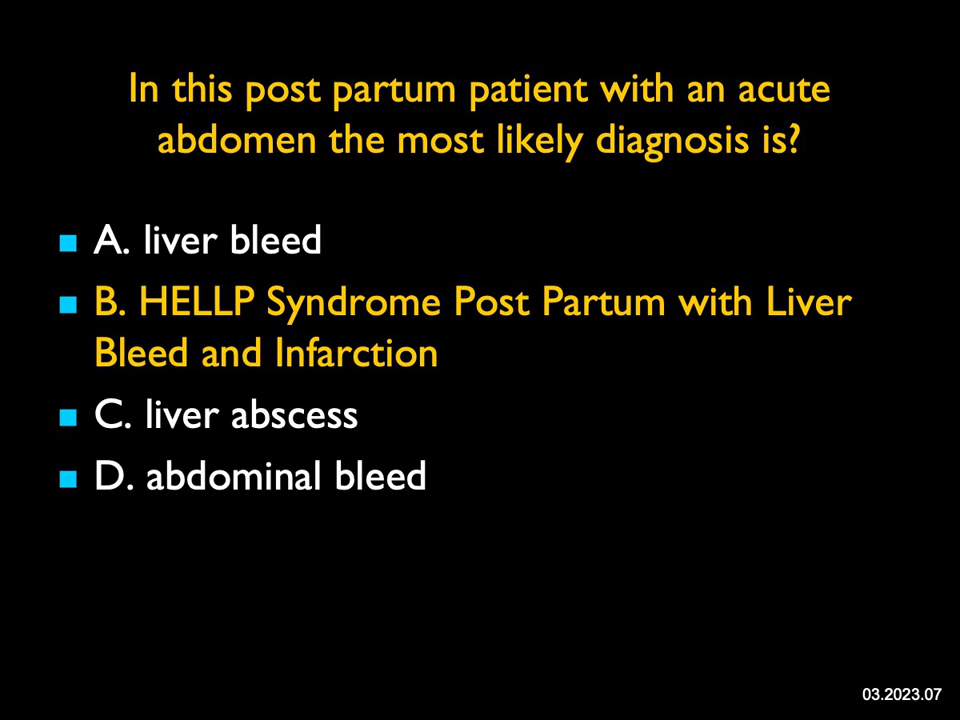 In this post partum patient with an acute
abdomen the most likely diagnosis is?
A. liver bleed
B. HELLP Syndrome Post Partum with Liver
Bleed and Infarction
C. liver abscess
D. abdominal bleed
03.2023.07